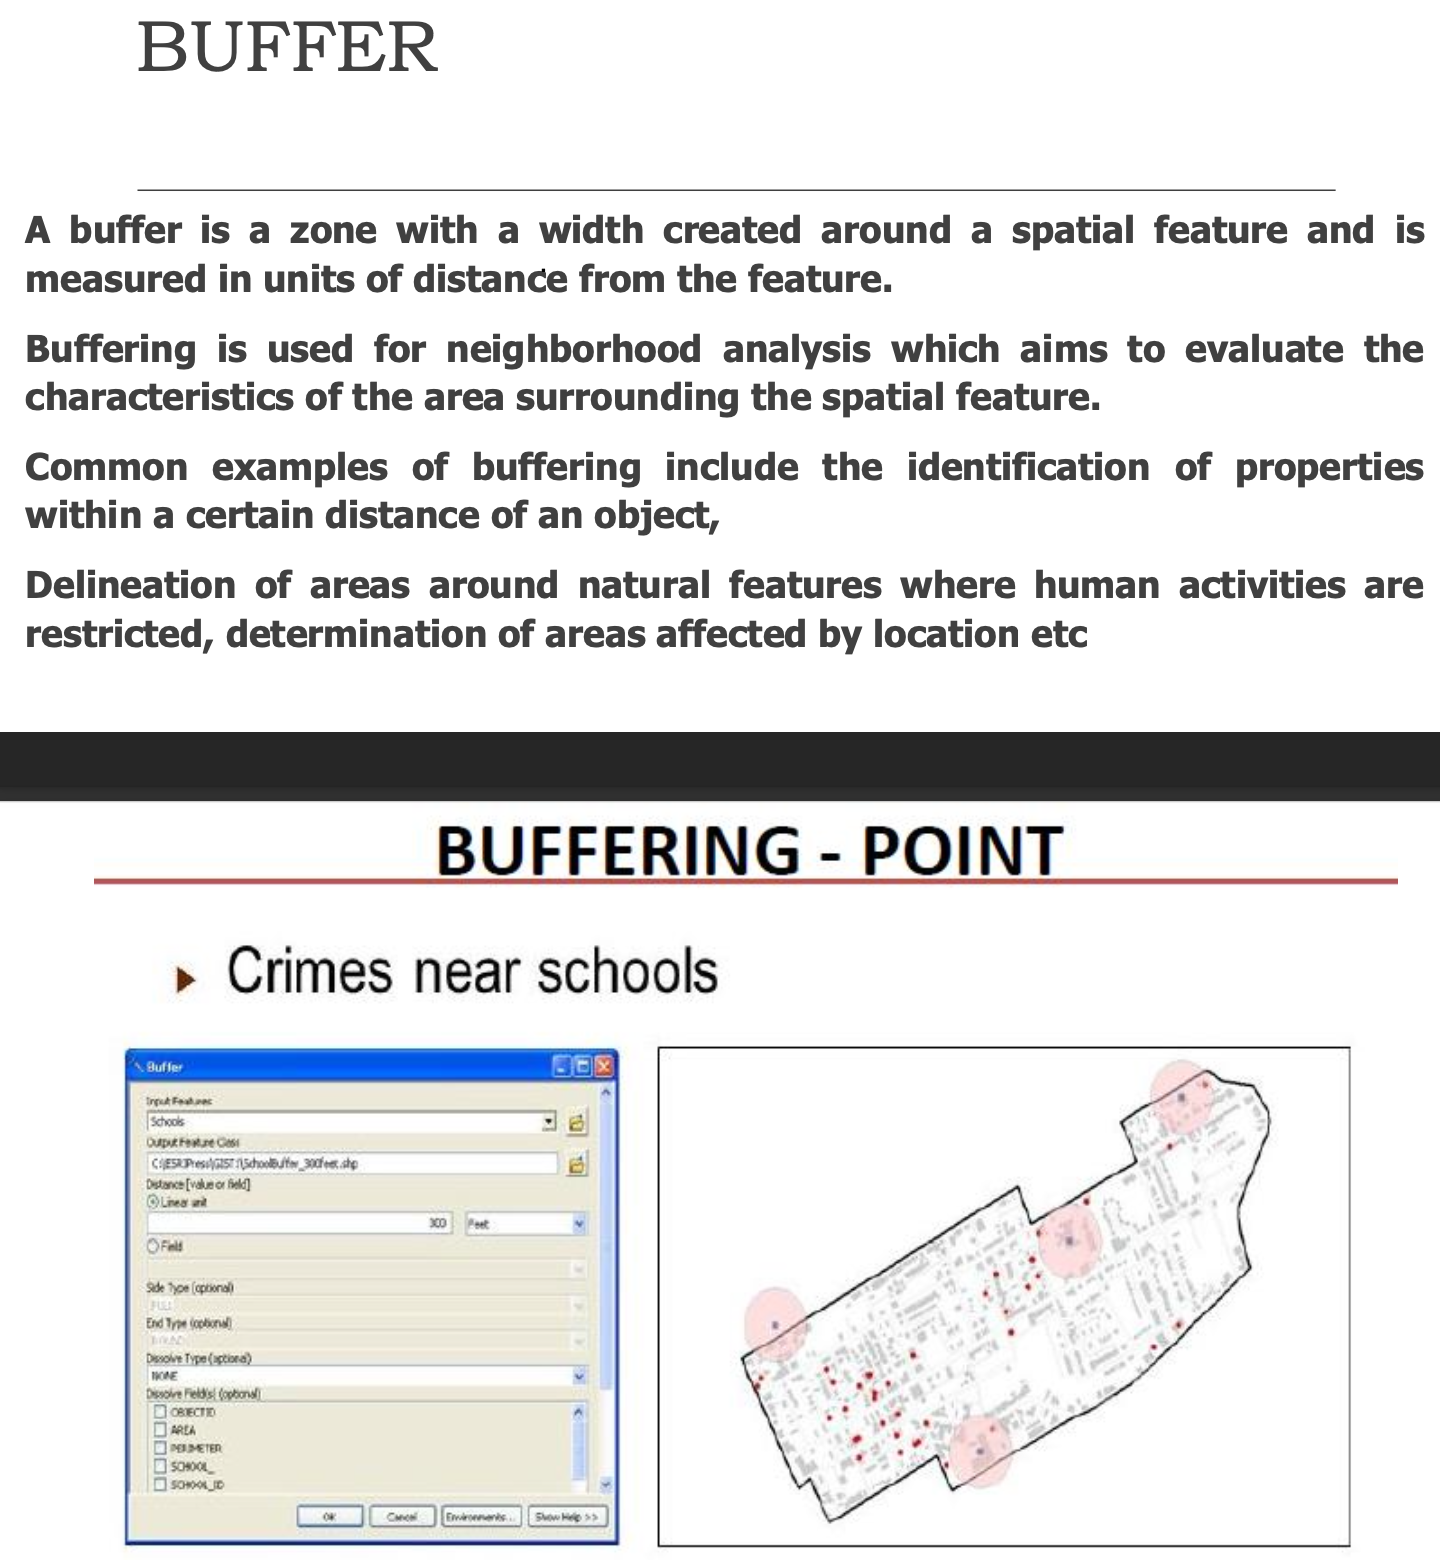 BUFFER
A buffer is a zone with a width created around a spatial feature and is
measured in units of distance from the feature.
Buffering is used for neighborhood analysis which aims to evaluate the
characteristics of the area surrounding the spatial feature.
Common examples of buffering include the identification of properties
within a certain distance of an object,
Delineation of areas around natural features where human activities are
restricted, determination of areas affected by location etc
BUFFERING - POINT
Crimes near schools
Buffer
Input Features
Schools
Output Feature Class
SchoolBuffer_300feet.shp
Distance [value or field]
Linear unit
300 Feet
Field
Side Type (optional)
FULL
End Type (optional)
ROUND
Dissolve Type (optional)
NONE
Dissolve Field(s) (optional)
OBJECTID
AREA
PERIMETER
SCHOOL_
SCHOOL_ID
OK Cancel Environments... Show Help >>